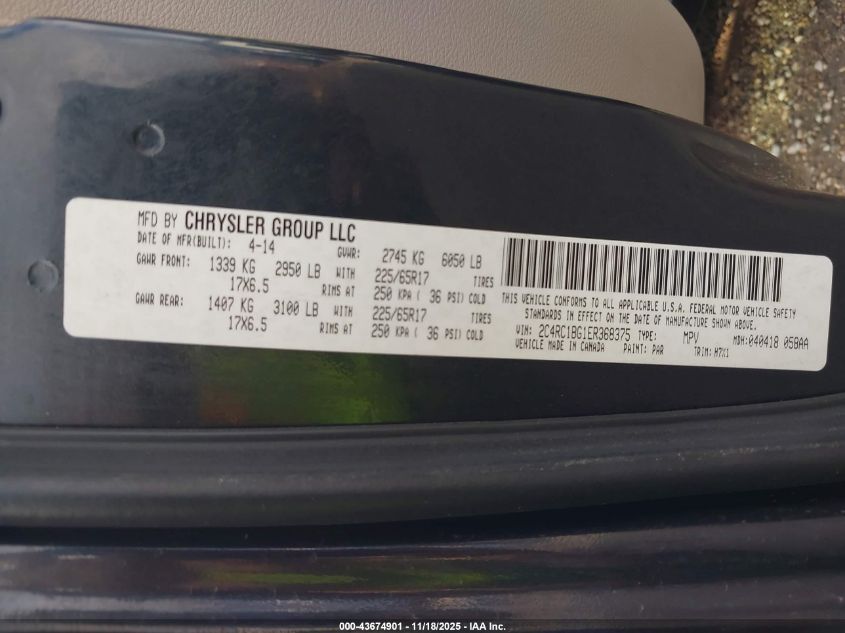 MFD BY CHRYSLER GROUP LLC
DATE OF MFR(BUILT): 4-14 GVWR: 2745 KG 6050 LB
GAWR FRONT: 1339 KG 2950 LB WITH 225/65R17 TIRES
17X6.5 RIMS AT 250 KPA ( 36 PSI) COLD
GAWR REAR: 1407 KG 3100 LB WITH 225/65R17 TIRES
17X6.5 RIMS AT 250 KPA ( 36 PSI) COLD
THIS VEHICLE CONFORMS TO ALL APPLICABLE U.S.A. FEDERAL MOTOR VEHICLE SAFETY
STANDARDS IN EFFECT ON THE DATE OF MANUFACTURE SHOWN ABOVE.
VIN: 2C4RC1BG1ER368375 TYPE: MPV MDH:040418 058AA
VEHICLE MADE IN CANADA PAINT: PAR TRIM: H7X1
000-43674901 - 11/18/2025 - IAA Inc.